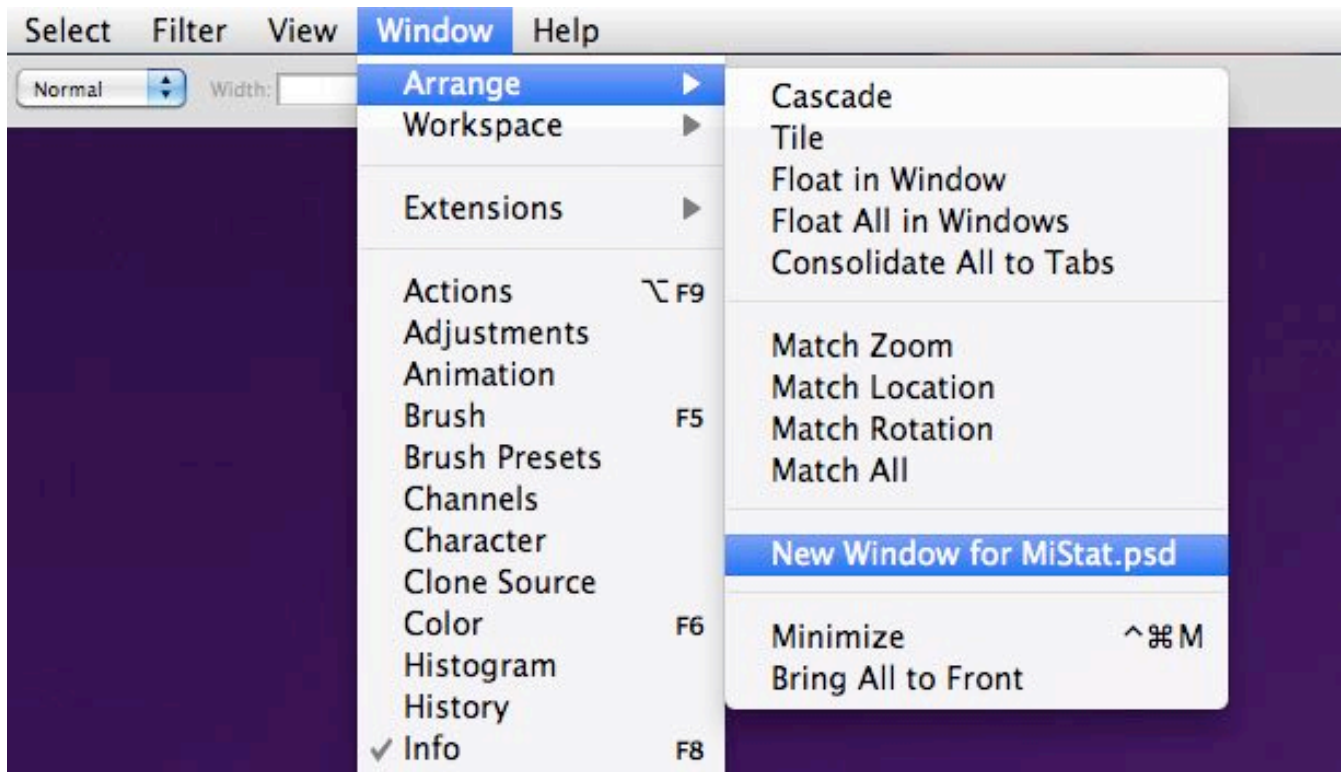 Select Filter View Window Help
Normal Width:
Arrange
Workspace
Extensions
Actions ⌥ F9
Adjustments
Animation
Brush F5
Brush Presets
Channels
Character
Clone Source
Color F6
Histogram
History
✓ Info F8
Cascade
Tile
Float in Window
Float All in Windows
Consolidate All to Tabs
Match Zoom
Match Location
Match Rotation
Match All
New Window for MiStat.psd
Minimize ^⌘M
Bring All to Front